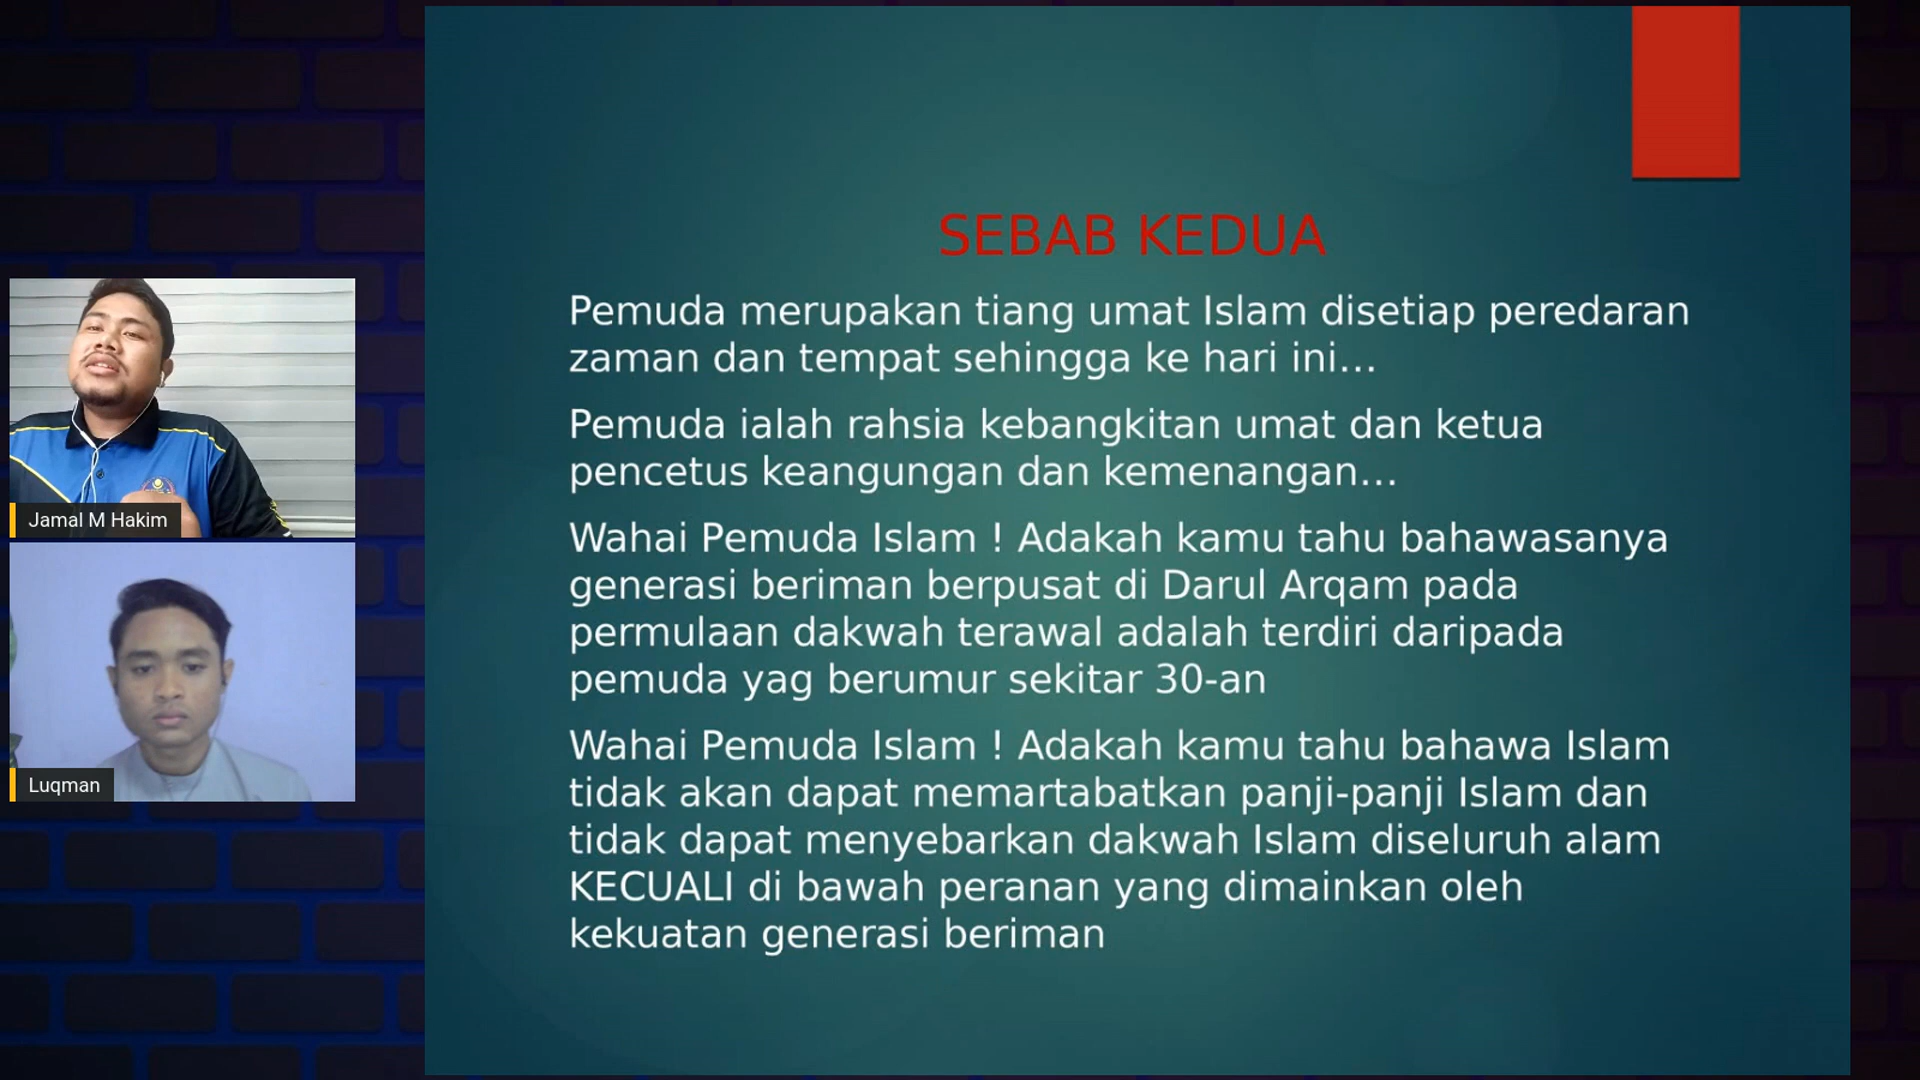 SEBAB KEDUA
Pemuda merupakan tiang umat Islam disetiap peredaran
zaman dan tempat sehingga ke hari ini...
Pemuda ialah rahsia kebangkitan umat dan ketua
pencetus keangungan dan kemenangan...
Wahai Pemuda Islam ! Adakah kamu tahu bahawasanya
generasi beriman berpusat di Darul Arqam pada
permulaan dakwah terawal adalah terdiri daripada
pemuda yag berumur sekitar 30-an
Wahai Pemuda Islam ! Adakah kamu tahu bahawa Islam
tidak akan dapat memartabatkan panji-panji Islam dan
tidak dapat menyebarkan dakwah Islam diseluruh alam
KECUALI di bawah peranan yang dimainkan oleh
kekuatan generasi beriman
Jamal M Hakim
Luqman